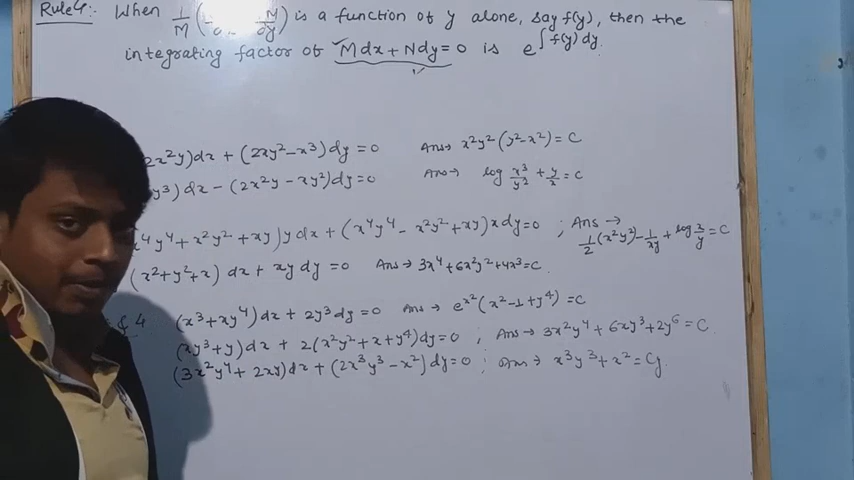 Rule 4:- When 1/M ( ∂M/∂y) is a function of y alone, say f(y), then the
integrating factor of Mdx + Ndy = 0 is e^∫f(y)dy.
2x²y)dx + (2xy² - x³)dy = 0 Ans → x²y²(y² - x²) = C
y³)dx - (2x²y - xy²)dy = 0 Ans → log x³/y² + y/x = C
x⁴y⁴ + x²y² + xy)y dx + (x⁴y⁴ - x²y² + xy)x dy = 0 ; Ans → 1/2(x²y²) - 1/xy + log x/y = C
(x² + y² + x) dx + xy dy = 0 Ans → 3x⁴ + 6x²y² + 4x³ = C.
& 4 (x³ + xy⁴)dx + 2y³dy = 0 Ans → e^x²(x² - 1 + y⁴) = C
(xy³ + y)dx + 2(x²y² + x + y⁴)dy = 0 ; Ans → 3x²y⁴ + 6xy³ + 2y⁶ = C.
(3x²y⁴ + 2xy)dx + (2x³y³ - x²)dy = 0 ; Ans → x³y³ + x² = Cy.